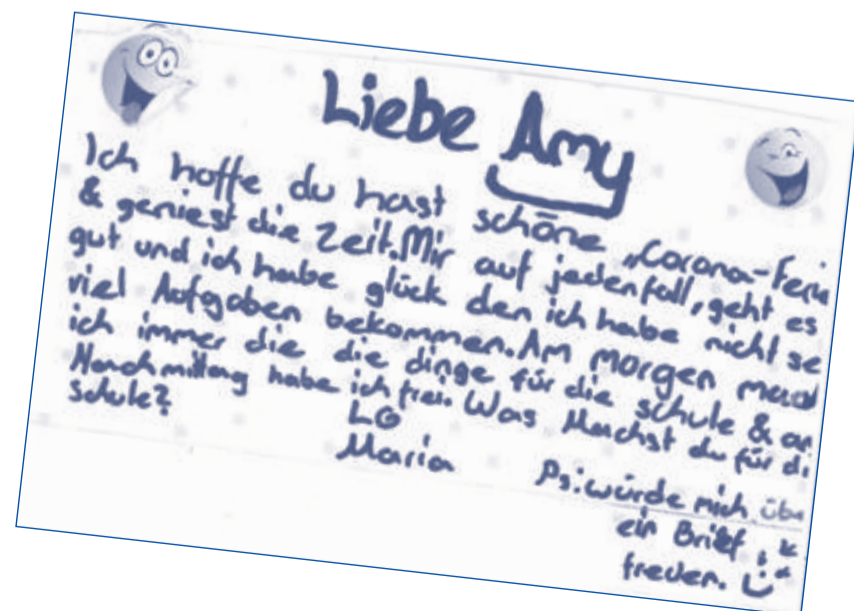 Liebe Amy
Ich hoffe du hast schöne „Corona-Ferie
& geniest die Zeit. Mir auf jedenfall, geht es
gut und ich habe glück den ich habe nicht se
viel Aufgaben bekommen. Am morgen mach
ich immer die die dinge für die schule & am
Nachmittag habe ich frei. Was Machst du für di
schule?
LG
Maria
Ps: würde mich übe
ein Brief
freuen.